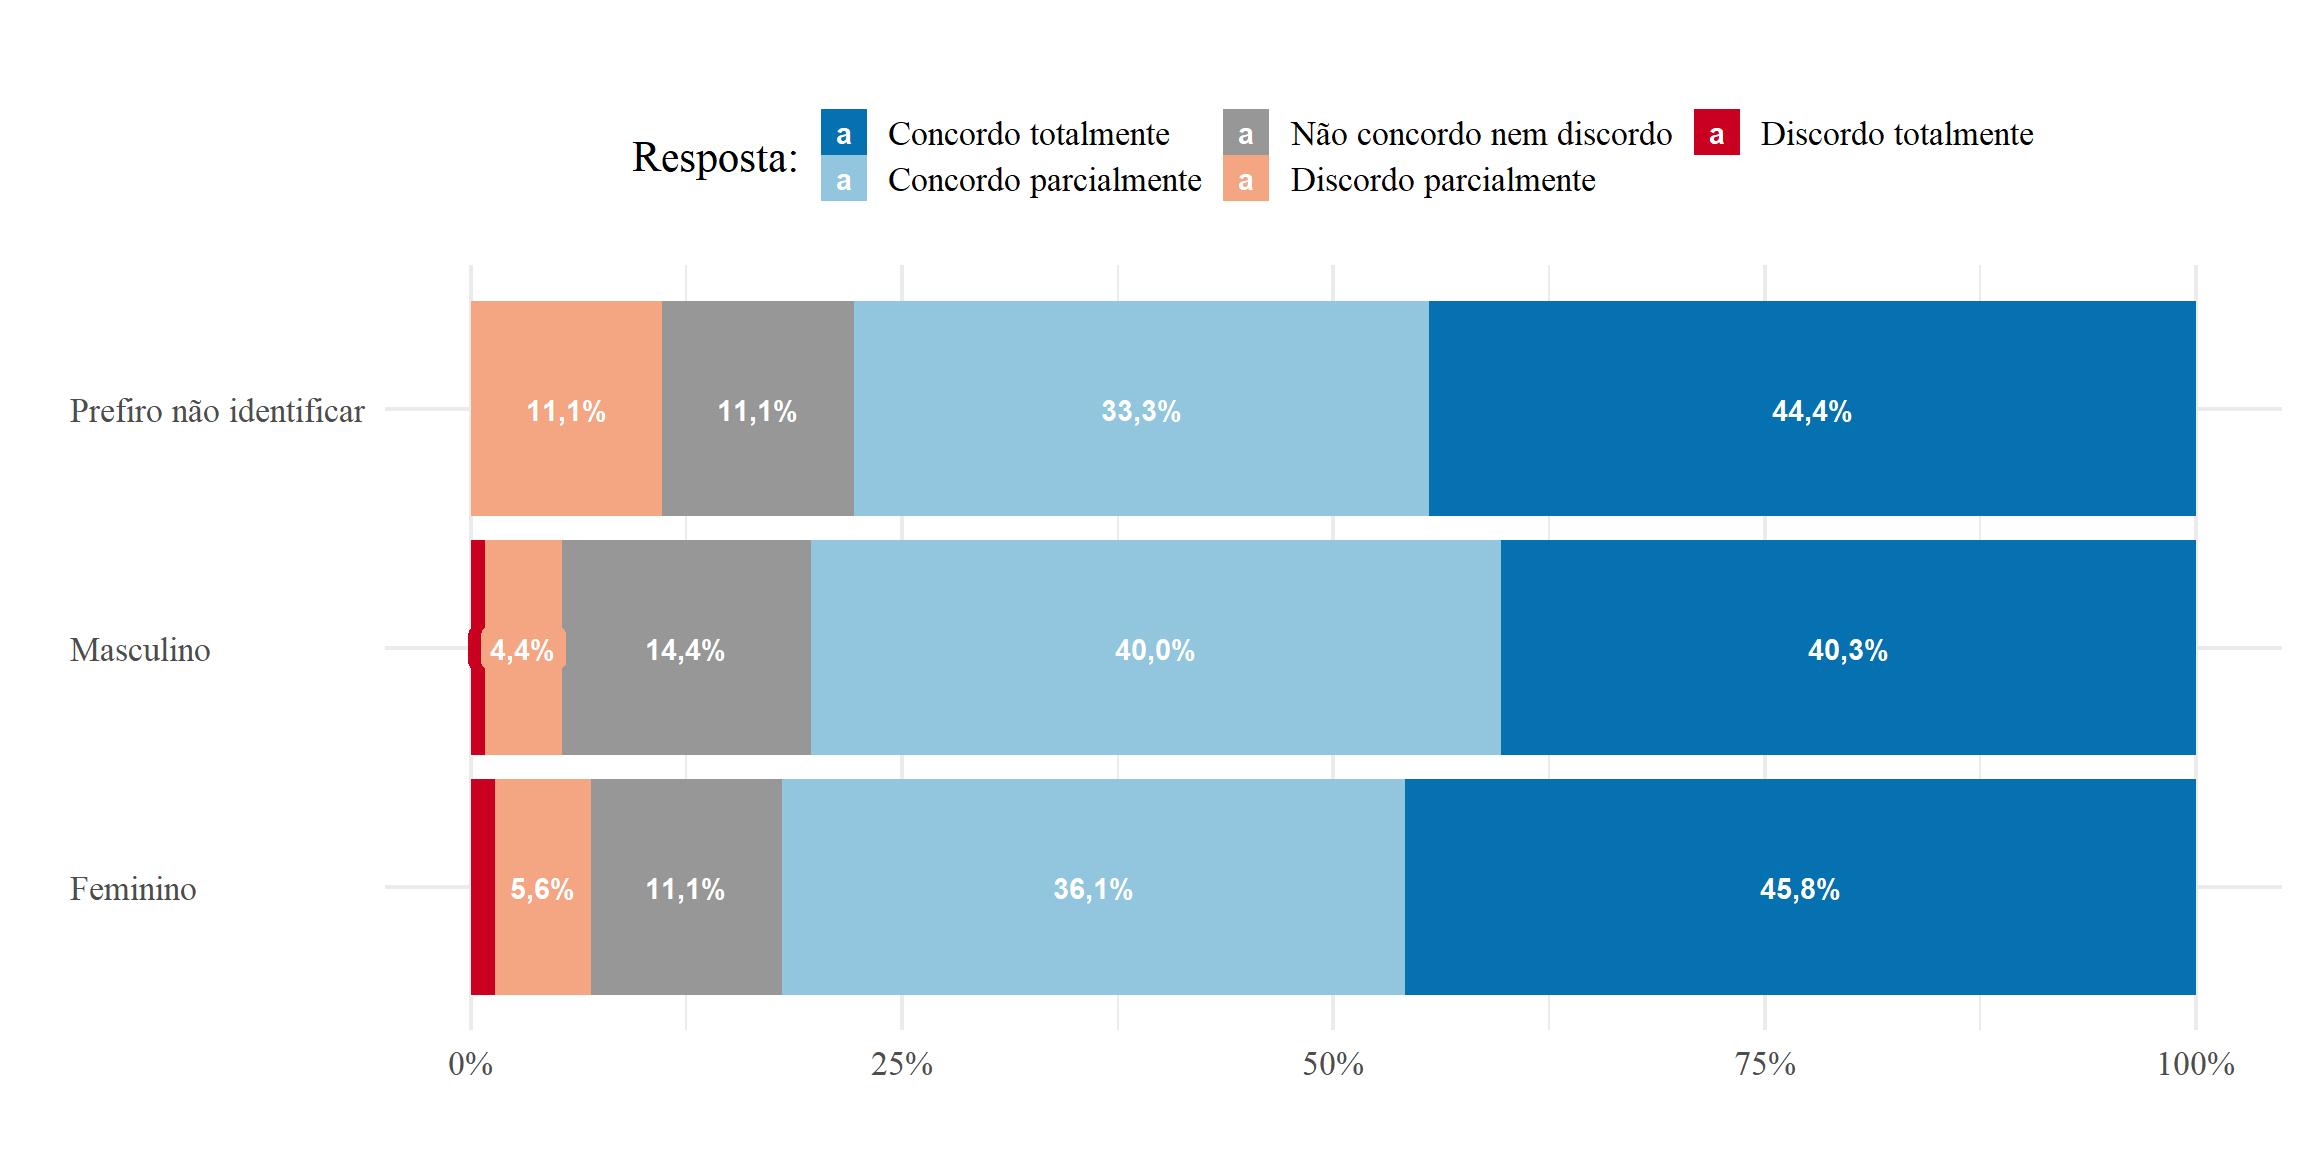 Resposta:
a Concordo totalmente
a Concordo parcialmente
a Não concordo nem discordo
a Discordo parcialmente
a Discordo totalmente
Prefiro não identificar
11,1% 11,1% 33,3% 44,4%
Masculino
4,4% 14,4% 40,0% 40,3%
Feminino
5,6% 11,1% 36,1% 45,8%
0% 25% 50% 75% 100%